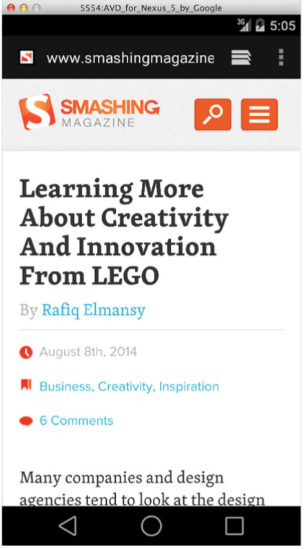 5554:AVD_for_Nexus_5_by_Google
3G 5:05
www.smashingmagazine
SMASHING
MAGAZINE
Learning More
About Creativity
And Innovation
From LEGO
By Rafiq Elmansy
August 8th, 2014
Business, Creativity, Inspiration
6 Comments
Many companies and design
agencies tend to look at the design